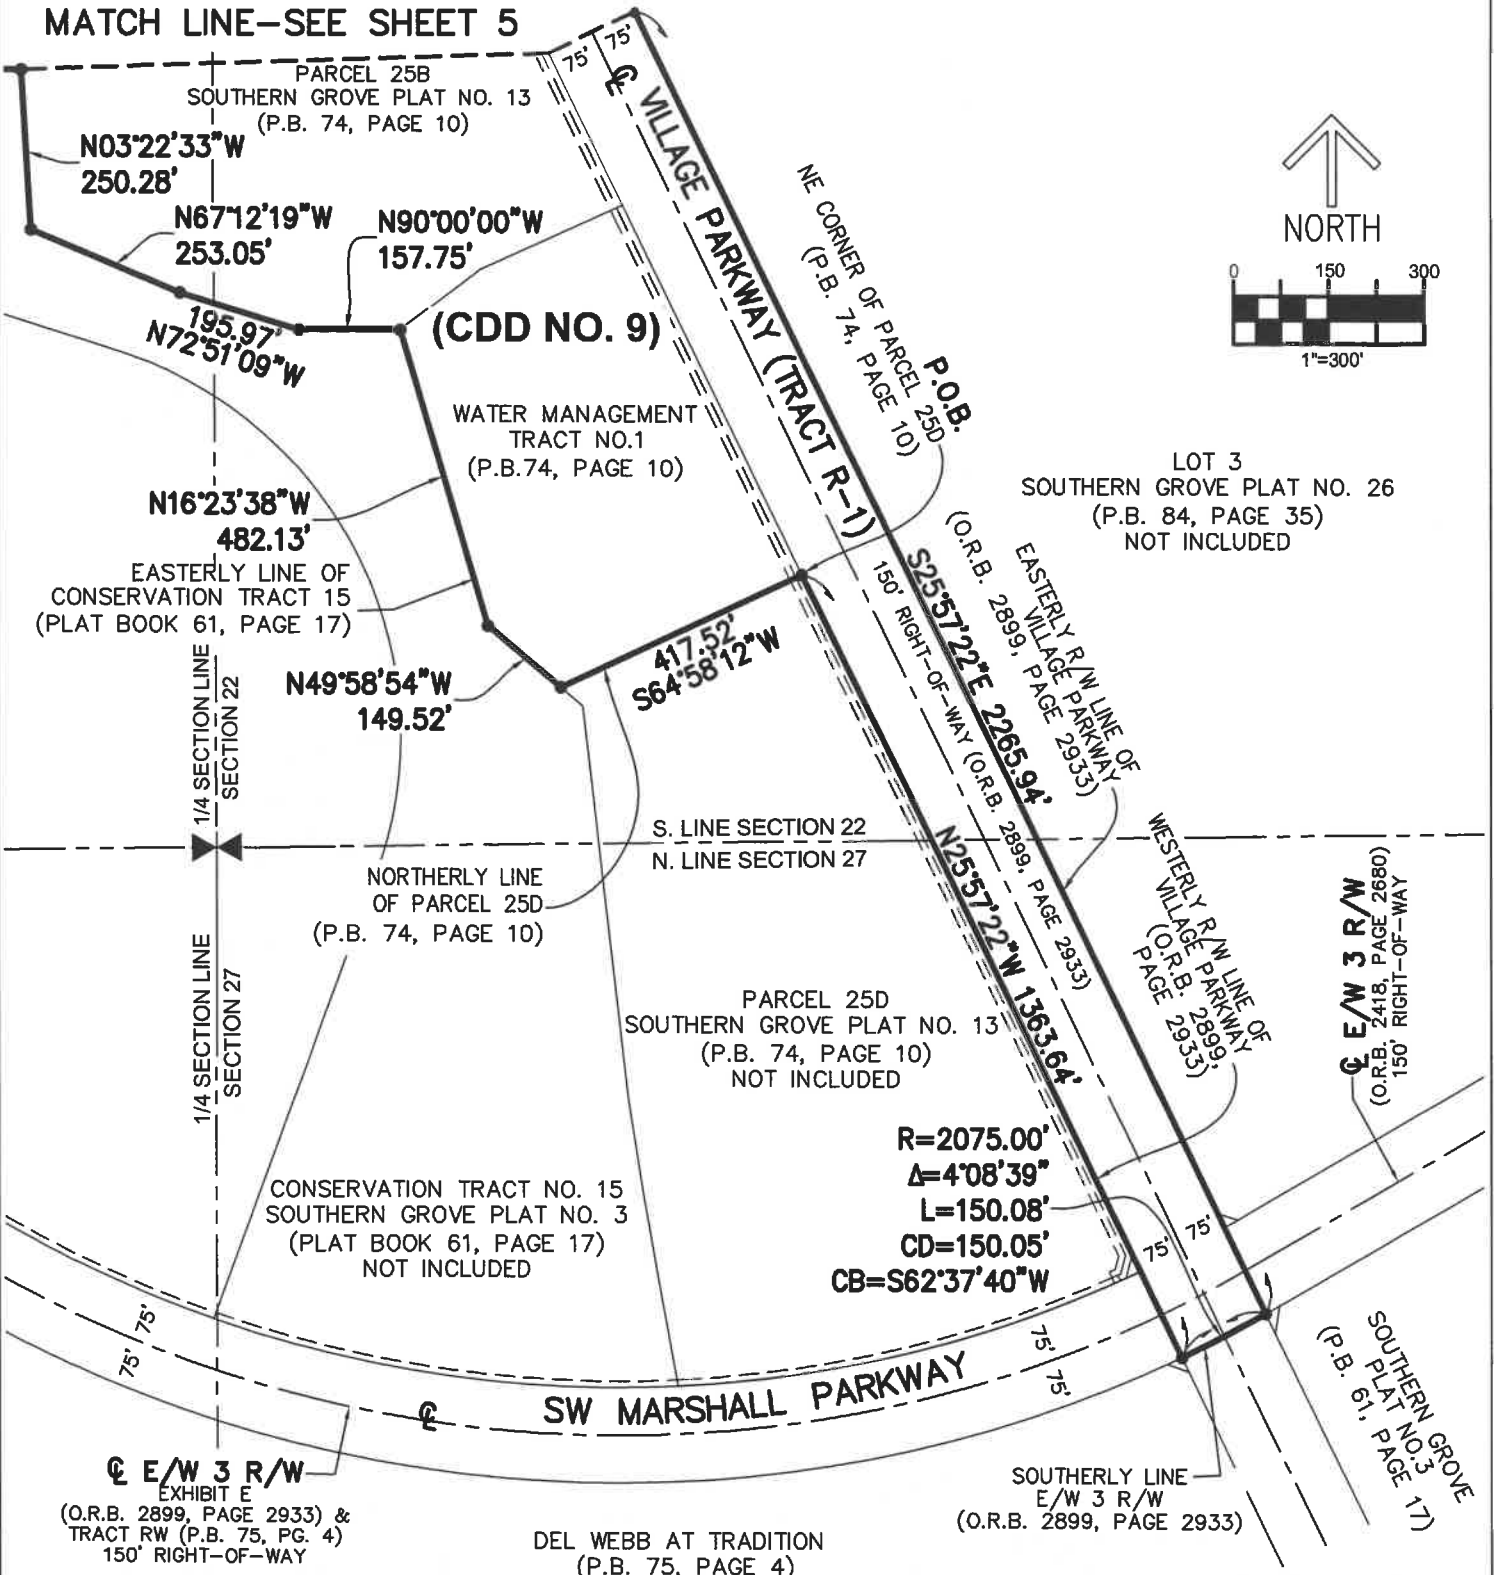 MATCH LINE-SEE SHEET 5
75'
75'
℄ VILLAGE PARKWAY (TRACT R-1)
PARCEL 25B
SOUTHERN GROVE PLAT NO. 13
(P.B. 74, PAGE 10)
N03°22'33"W
250.28'
N67°12'19"W
253.05'
N90°00'00"W
157.75'
195.97'
N72°51'09"W
(CDD NO. 9)
NORTH
0 150 300
1"=300'
NE CORNER OF PARCEL 25D
(P.B. 74, PAGE 10)
P.O.B.
WATER MANAGEMENT
TRACT NO.1
(P.B.74, PAGE 10)
LOT 3
SOUTHERN GROVE PLAT NO. 26
(P.B. 84, PAGE 35)
NOT INCLUDED
N16°23'38"W
482.13'
EASTERLY LINE OF
CONSERVATION TRACT 15
(PLAT BOOK 61, PAGE 17)
417.52'
S64°58'12"W
N49°58'54"W
149.52'
S25°57'22"E 2265.94'
150' RIGHT-OF-WAY (O.R.B. 2899, PAGE 2933)
EASTERLY R/W LINE OF
VILLAGE PARKWAY
(O.R.B. 2899, PAGE 2933)
1/4 SECTION LINE
SECTION 22
S. LINE SECTION 22
N. LINE SECTION 27
NORTHERLY LINE
OF PARCEL 25D
(P.B. 74, PAGE 10)
N25°57'22"W 1363.64'
WESTERLY R/W LINE OF
VILLAGE PARKWAY
(O.R.B. 2899,
PAGE 2933)
℄ E/W 3 R/W
(O.R.B. 2418, PAGE 2680)
150' RIGHT-OF-WAY
1/4 SECTION LINE
SECTION 27
PARCEL 25D
SOUTHERN GROVE PLAT NO. 13
(P.B. 74, PAGE 10)
NOT INCLUDED
R=2075.00'
Δ=4°08'39"
L=150.08'
CD=150.05'
CB=S62°37'40"W
CONSERVATION TRACT NO. 15
SOUTHERN GROVE PLAT NO. 3
(PLAT BOOK 61, PAGE 17)
NOT INCLUDED
75'
75'
75'
75'
75'
75'
℄ SW MARSHALL PARKWAY
SOUTHERN GROVE
PLAT NO.3
(P.B. 61, PAGE 17)
℄ E/W 3 R/W
EXHIBIT E
(O.R.B. 2899, PAGE 2933) &
TRACT RW (P.B. 75, PG. 4)
150' RIGHT-OF-WAY
SOUTHERLY LINE
E/W 3 R/W
(O.R.B. 2899, PAGE 2933)
DEL WEBB AT TRADITION
(P.B. 75, PAGE 4)